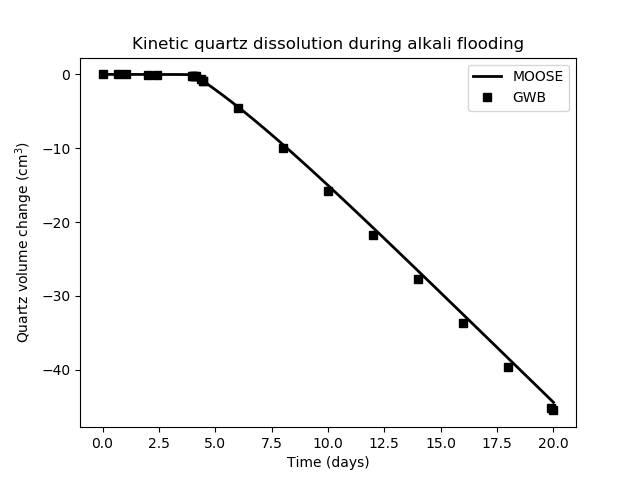 Kinetic quartz dissolution during alkali flooding
MOOSE
GWB
0
−10
−20
−30
−40
Quartz volume change (cm³)
0.0 2.5 5.0 7.5 10.0 12.5 15.0 17.5 20.0
Time (days)